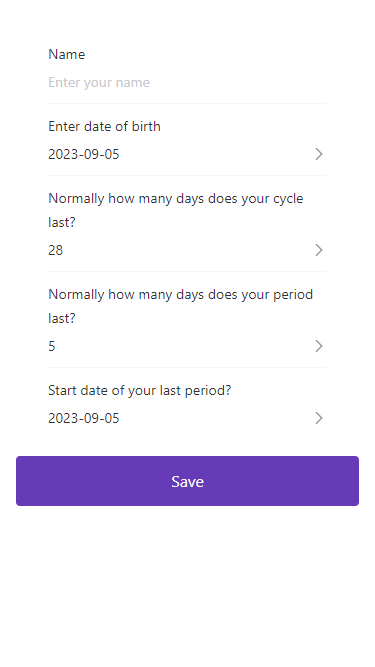 Name
Enter your name
Enter date of birth
2023-09-05
Normally how many days does your cycle
last?
28
Normally how many days does your period
last?
5
Start date of your last period?
2023-09-05
Save